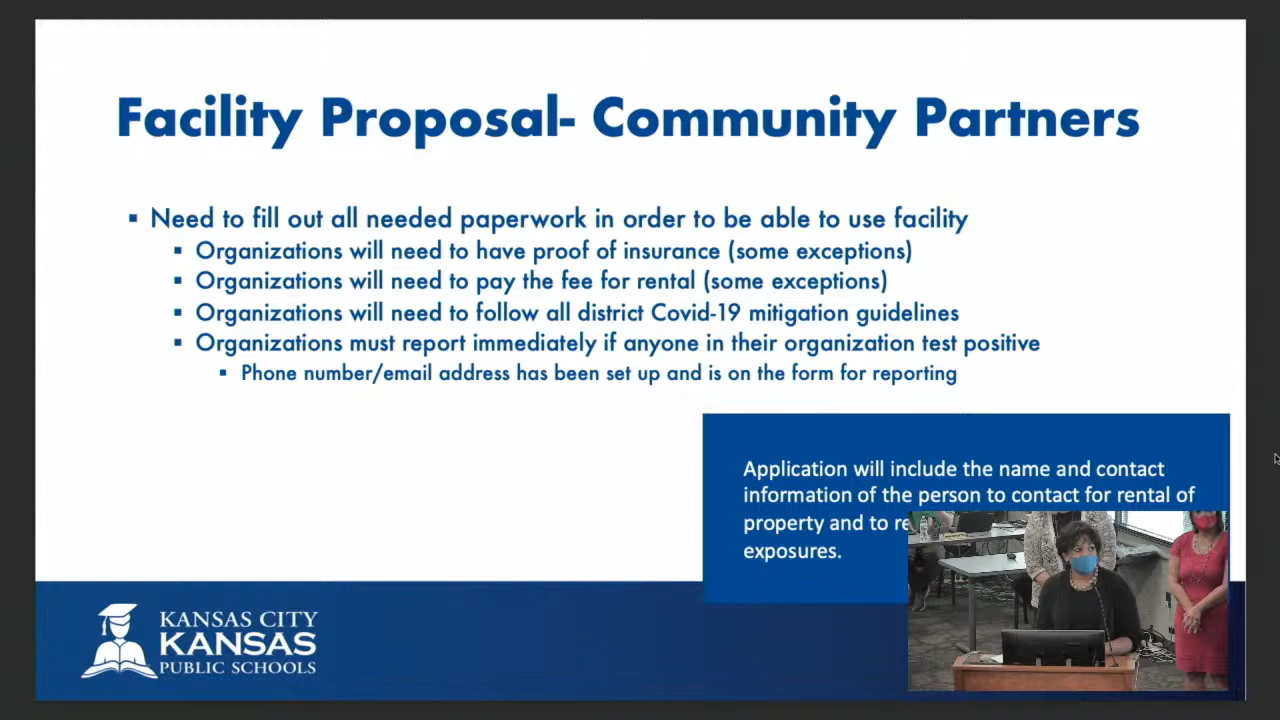 Facility Proposal- Community Partners
▪ Need to fill out all needed paperwork in order to be able to use facility
▪ Organizations will need to have proof of insurance (some exceptions)
▪ Organizations will need to pay the fee for rental (some exceptions)
▪ Organizations will need to follow all district Covid-19 mitigation guidelines
▪ Organizations must report immediately if anyone in their organization test positive
▪ Phone number/email address has been set up and is on the form for reporting
Application will include the name and contact
information of the person to contact for rental of
property and to
exposures.
KANSAS CITY
KANSAS
PUBLIC SCHOOLS